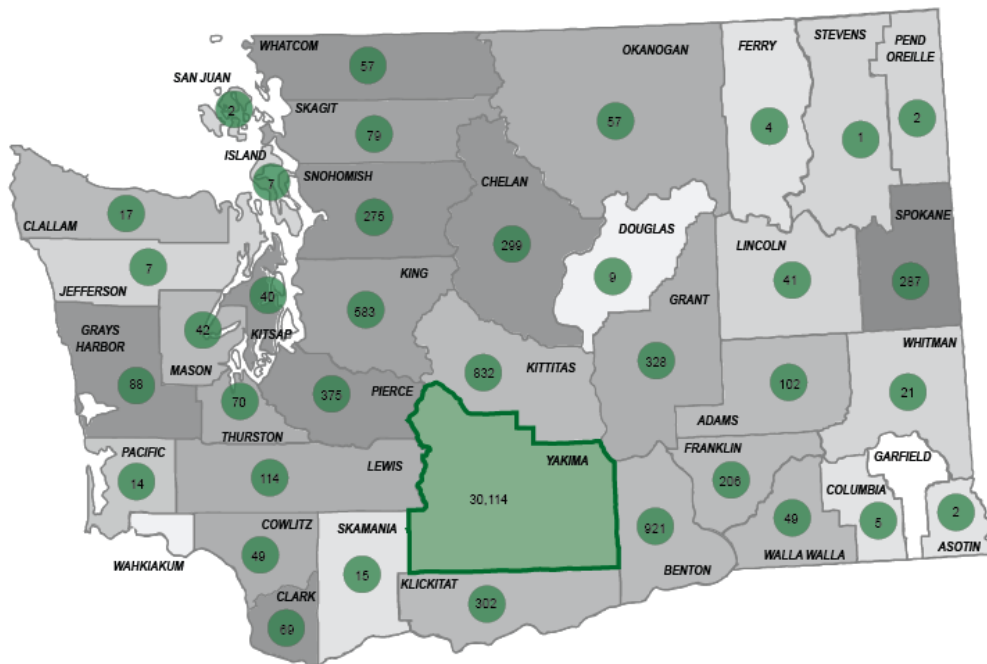 WHATCOM
57
SAN JUAN
2
SKAGIT
79
ISLAND
7
SNOHOMISH
275
CHELAN
299
OKANOGAN
57
FERRY
4
STEVENS
1
PEND
OREILLE
2
CLALLAM
17
JEFFERSON
7
KITSAP
40
KING
583
DOUGLAS
9
GRANT
328
LINCOLN
41
SPOKANE
287
GRAYS
HARBOR
88
MASON
42
THURSTON
70
PIERCE
375
KITTITAS
832
ADAMS
102
WHITMAN
21
PACIFIC
14
LEWIS
114
YAKIMA
30,114
FRANKLIN
206
GARFIELD
COLUMBIA
5
WAHKIAKUM
COWLITZ
49
SKAMANIA
15
BENTON
921
WALLA WALLA
49
ASOTIN
2
CLARK
69
KLICKITAT
302